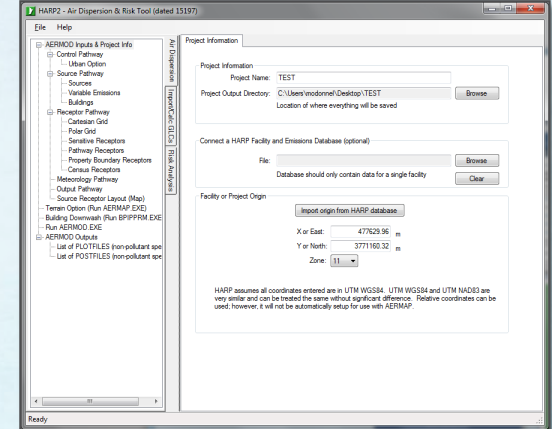 HARP2 - Air Dispersion & Risk Tool (dated 15197)
File Help
AERMOD Inputs & Project Info
Control Pathway
Urban Option
Source Pathway
Sources
Variable Emissions
Buildings
Receptor Pathway
Cartesian Grid
Polar Grid
Sensitive Receptors
Pathway Receptors
Property Boundary Receptors
Census Receptors
Meteorology Pathway
Output Pathway
Source Receptor Layout (Map)
Terrain Option (Run AERMAP.EXE)
Building Downwash (Run BPIPPRM.EXE
Run AERMOD.EXE
AERMOD Outputs
List of PLOTFILES (non-pollutant spe
List of POSTFILES (non-pollutant spe
Air Dispersion
Import/Calc GLCs
Risk Analysis
Project Information
Project Information
Project Name: TEST
Project Output Directory: C:\Users\modonnel\Desktop\TEST Browse
Location of where everything will be saved
Connect a HARP Facility and Emissions Database (optional)
File: Browse
Database should only contain data for a single facility Clear
Facility or Project Origin
Import origin from HARP database
X or East: 477629.96 m
Y or North: 3771160.32 m
Zone: 11
HARP assumes all coordinates entered are in UTM WGS84. UTM WGS84 and UTM NAD83 are
very similar and can be treated the same without significant difference. Relative coordinates can be
used; however, it will not be automatically setup for use with AERMAP.
Ready